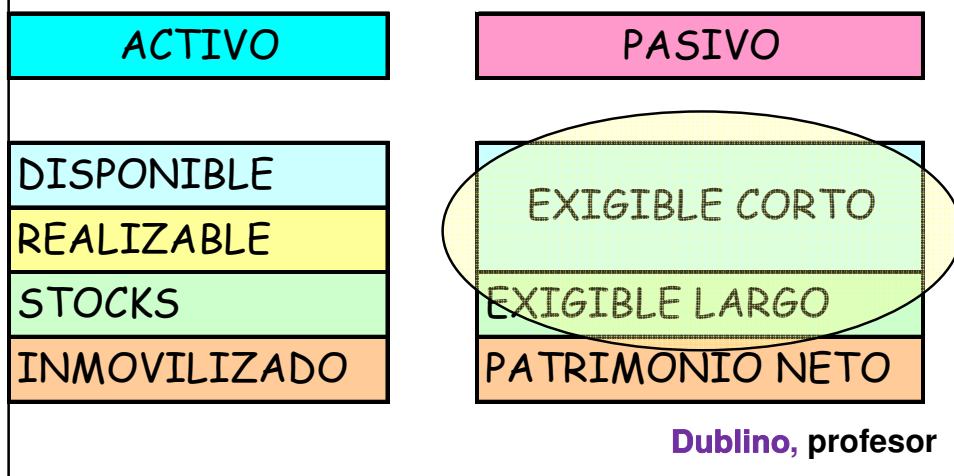 ACTIVO
PASIVO
DISPONIBLE
REALIZABLE
STOCKS
INMOVILIZADO
EXIGIBLE CORTO
EXIGIBLE LARGO
PATRIMONIO NETO
Dublino, profesor